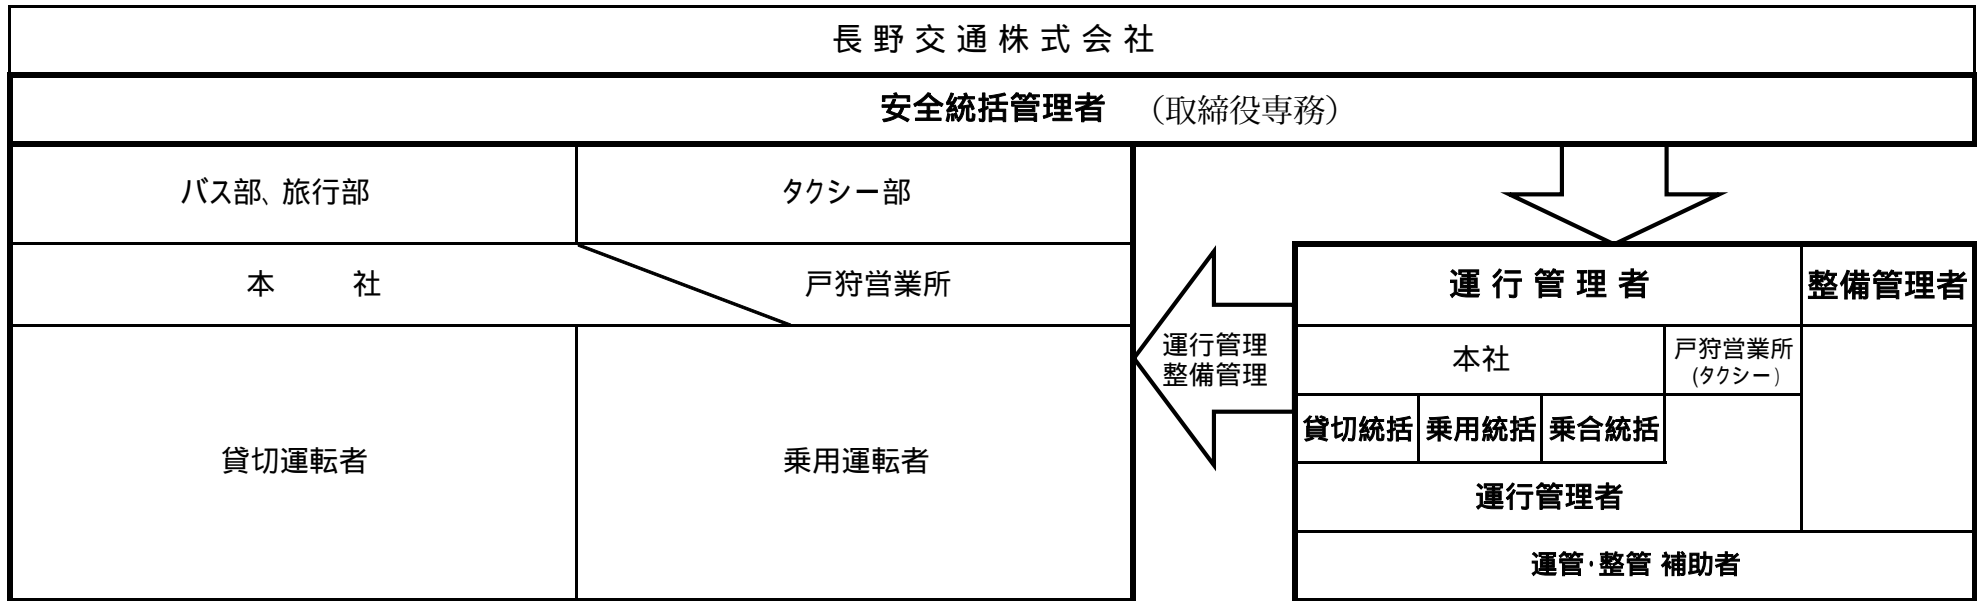 長野交通株式会社
安全統括管理者 （取締役専務）
バス部、旅行部
タクシー部
本 社
戸狩営業所
貸切運転者
乗用運転者
運行管理
整備管理
運行管理者
整備管理者
本社
戸狩営業所
(タクシー)
貸切統括
乗用統括
乗合統括
運行管理者
運管・整管 補助者